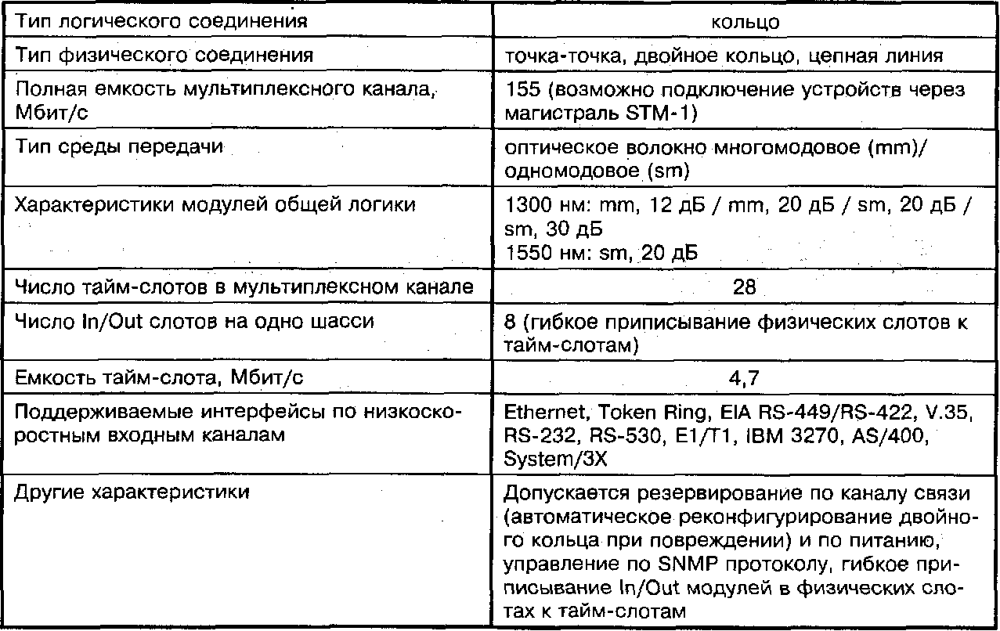 Тип логического соединения
кольцо
Тип физического соединения
точка-точка, двойное кольцо, цепная линия
Полная емкость мультиплексного канала,
Мбит/с
155 (возможно подключение устройств через
магистраль STM-1)
Тип среды передачи
оптическое волокно многомодовое (mm)/
одномодовое (sm)
Характеристики модулей общей логики
1300 нм: mm, 12 дБ / mm, 20 дБ / sm, 20 дБ /
sm, 30 дБ
1550 нм: sm, 20 дБ
Число тайм-слотов в мультиплексном канале
28
Число In/Out слотов на одно шасси
8 (гибкое приписывание физических слотов к
тайм-слотам)
Емкость тайм-слота, Мбит/с
4,7
Поддерживаемые интерфейсы по низкоско-
ростным входным каналам
Ethernet, Token Ring, EIA RS-449/RS-422, V.35,
RS-232, RS-530, E1/T1, IBM 3270, AS/400,
System/3X
Другие характеристики
Допускается резервирование по каналу связи
(автоматическое реконфигурирование двойно-
го кольца при повреждении) и по питанию,
управление по SNMP протоколу, гибкое при-
писывание In/Out модулей в физических сло-
тах к тайм-слотам